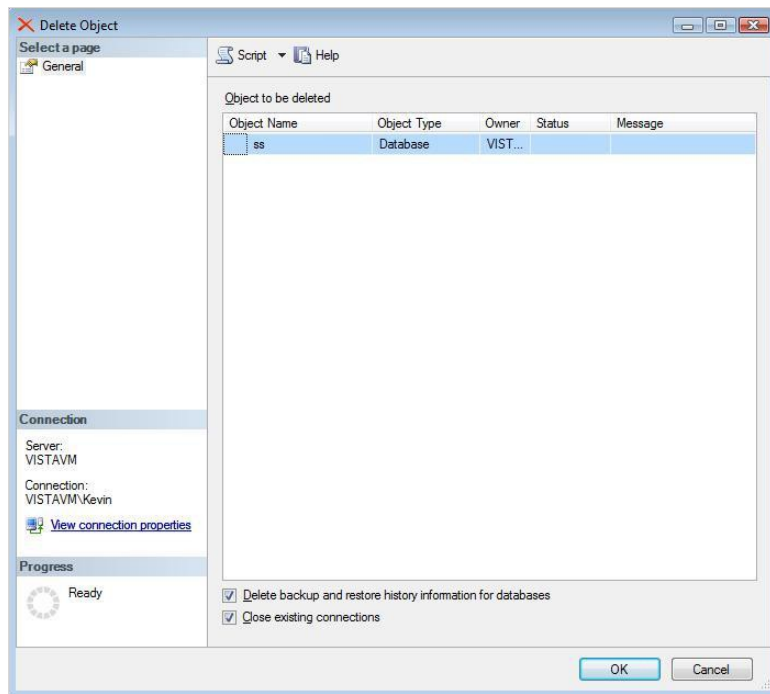 Delete Object
Select a page
General
Script Help
Object to be deleted
Object Name Object Type Owner Status Message
ss Database VIST...
Connection
Server:
VISTAVM
Connection:
VISTAVM\Kevin
View connection properties
Progress
Ready
Delete backup and restore history information for databases
Close existing connections
OK Cancel